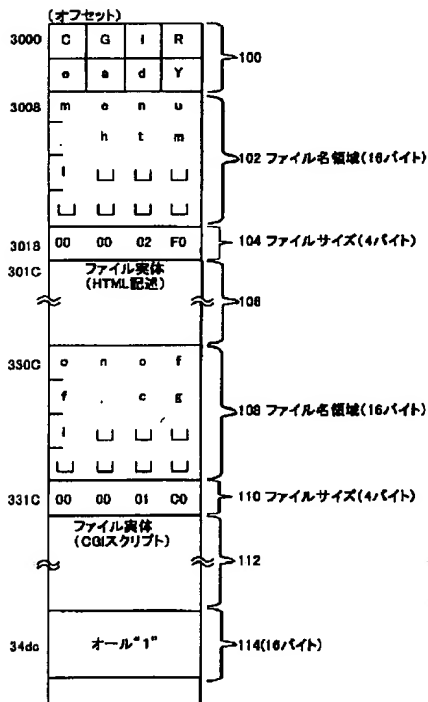 (オフセット)
3000 C G I R
e a d Y 100
3008 m e n u
. h t m
l ␣ ␣ ␣ 102 ファイル名領域(16バイト)
␣ ␣ ␣ ␣
3018 00 00 02 F0 104 ファイルサイズ(4バイト)
301C ファイル実体
(HTML記述)
106
330C o n o f
f . c g
i ␣ ␣ ␣ 108 ファイル名領域(16バイト)
␣ ␣ ␣ ␣
331C 00 00 01 C0 110 ファイルサイズ(4バイト)
ファイル実体
(CGIスクリプト)
112
34dc オール“1” 114(16バイト)